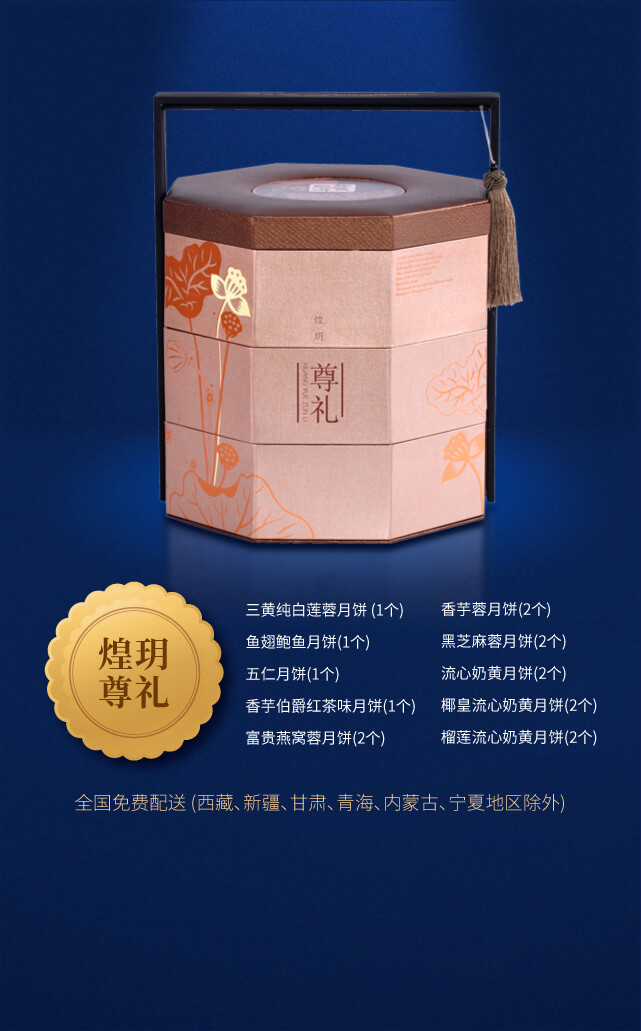 煌
玥
尊礼
HUANG YUE ZUN LI
煌玥
尊礼
三黄纯白莲蓉月饼 (1个)
鱼翅鲍鱼月饼(1个)
五仁月饼(1个)
香芋伯爵红茶味月饼(1个)
富贵燕窝蓉月饼(2个)
香芋蓉月饼(2个)
黑芝麻蓉月饼(2个)
流心奶黄月饼(2个)
椰皇流心奶黄月饼(2个)
榴莲流心奶黄月饼(2个)
全国免费配送 (西藏、新疆、甘肃、青海、内蒙古、宁夏地区除外)